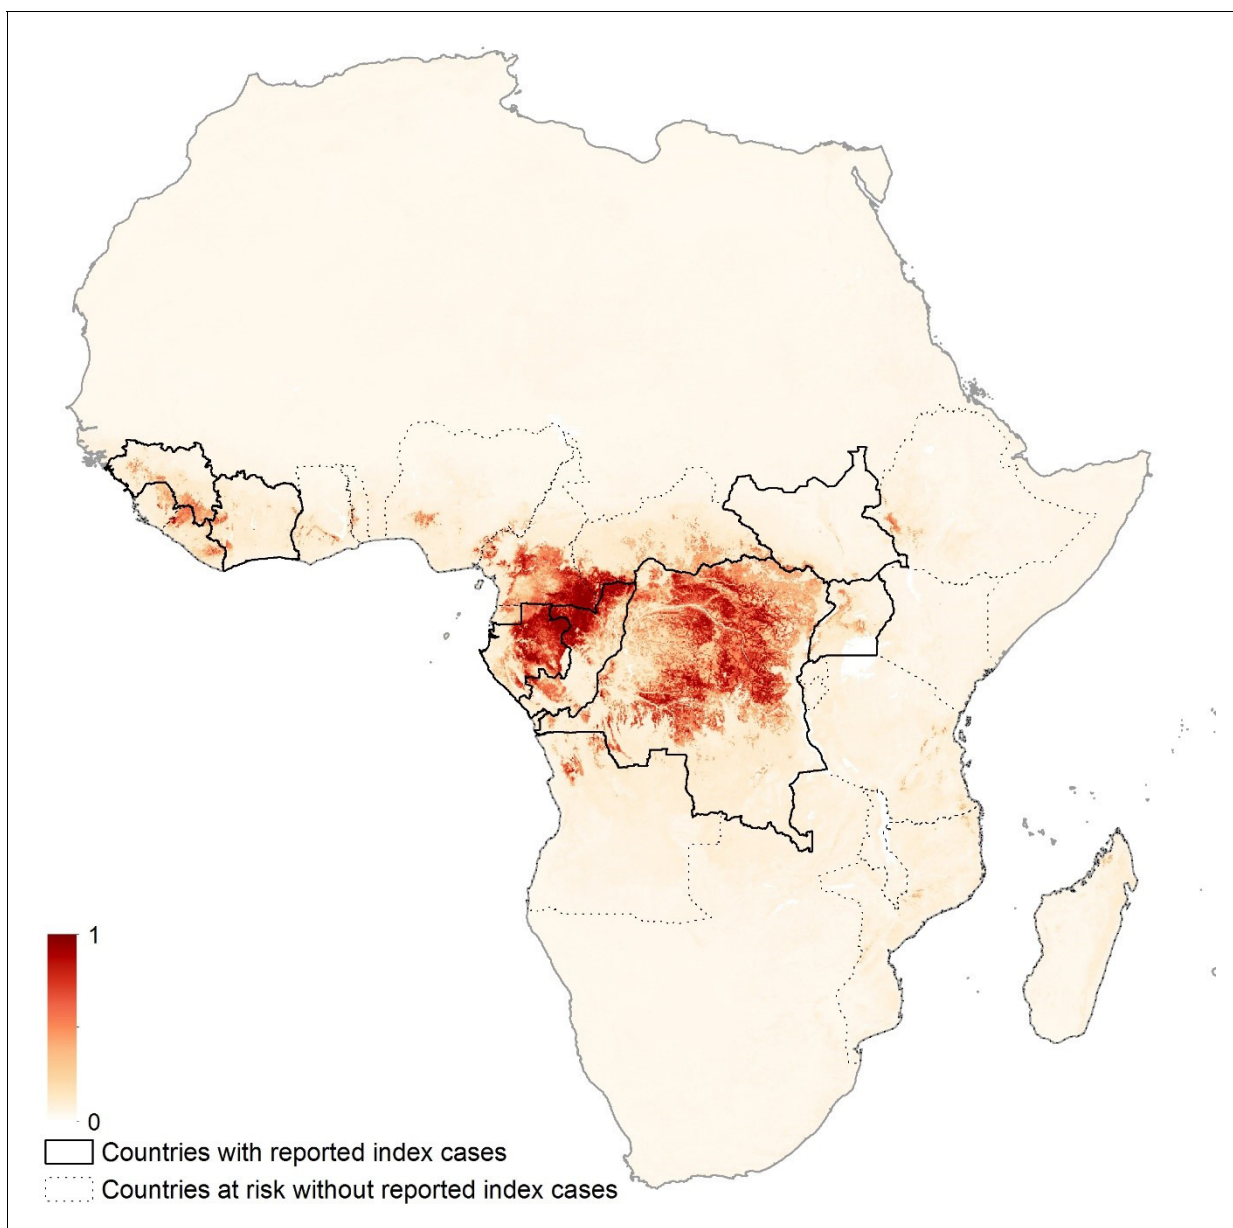 1
0
Countries with reported index cases
Countries at risk without reported index cases